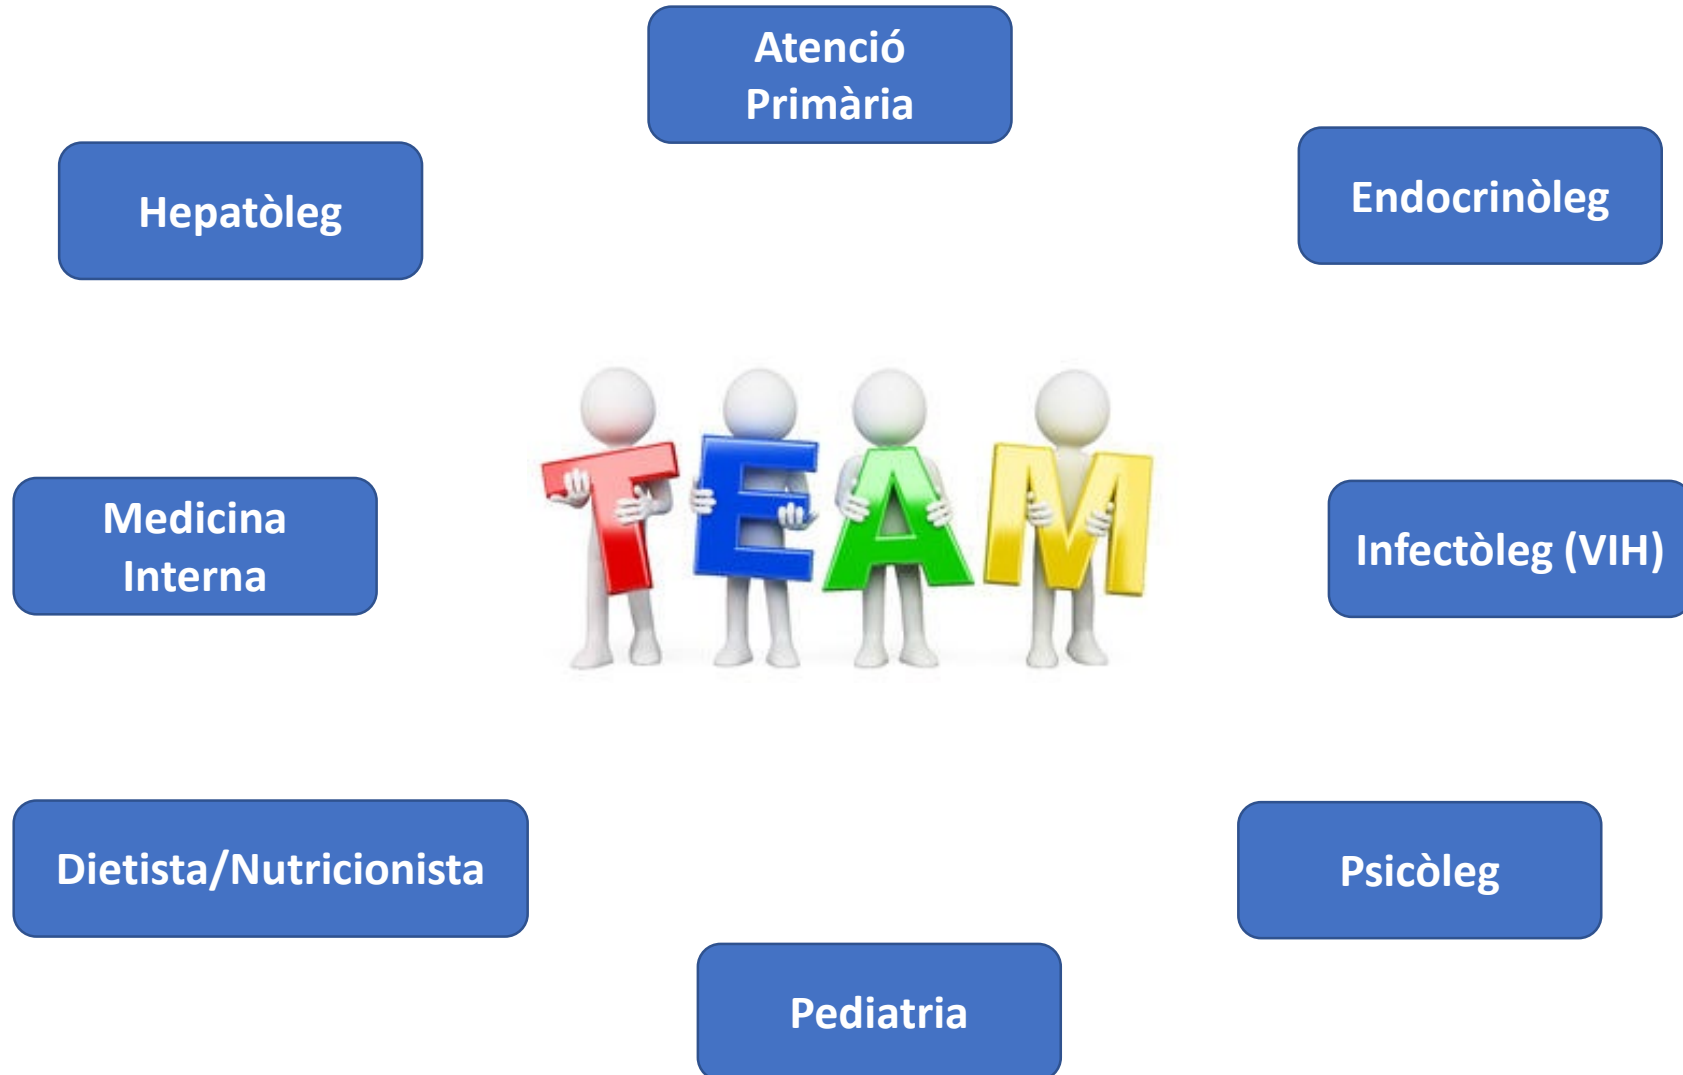 Atenció
Primària
Hepatòleg
Endocrinòleg
TEAM
Medicina
Interna
Infectòleg (VIH)
Dietista/Nutricionista
Psicòleg
Pediatria